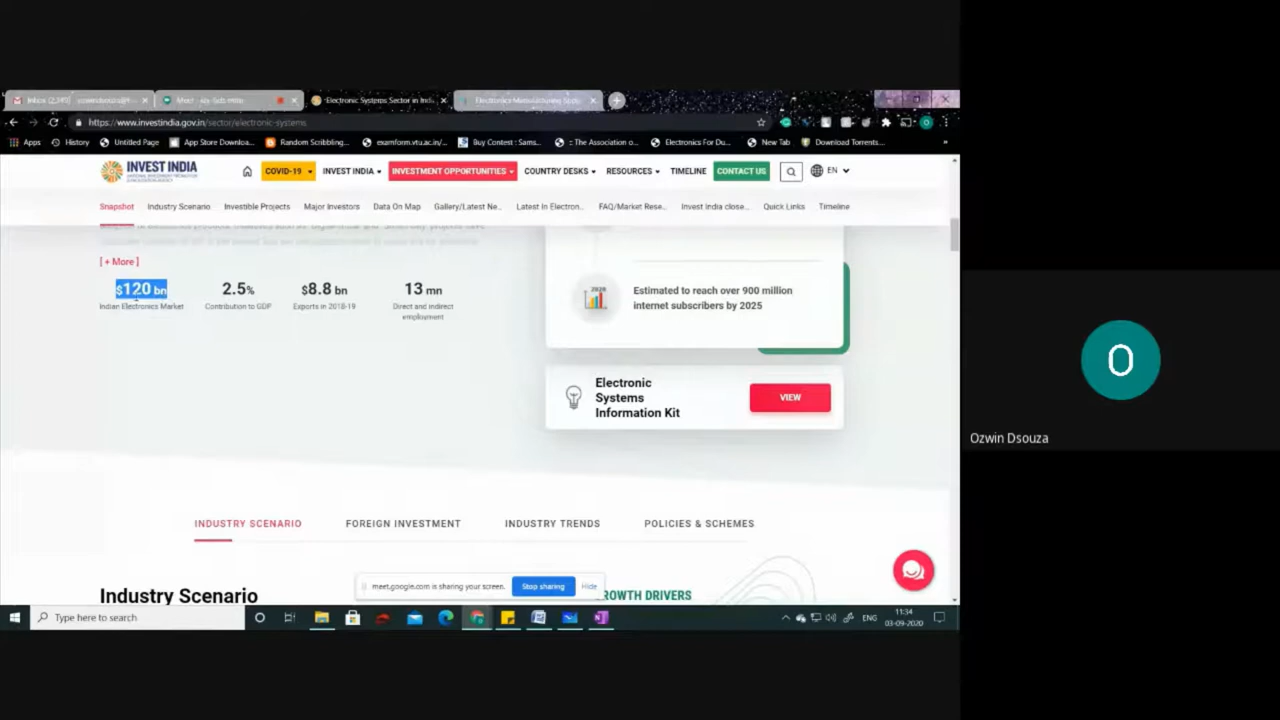 Electronic Systems Sector in Indi
https://www.investindia.gov.in/sector/electronic-systems
Apps History Untitled Page App Store Downloa... Random Scribbling... examform.vtu.ac.in/... Buy Contest : Sams... :: The Association o... Electronics For Du... New Tab Download Torrents... »
INVEST INDIA
COVID-19 INVEST INDIA INVESTMENT OPPORTUNITIES COUNTRY DESKS RESOURCES TIMELINE CONTACT US EN
Snapshot Industry Scenario Investible Projects Major Investors Data On Map Gallery/Latest Ne... Latest In Electron... FAQ/Market Rese... Invest India close... Quick Links Timeline
[ + More ]
$120 bn
Indian Electronics Market
2.5%
Contribution to GDP
$8.8 bn
Exports in 2018-19
13 mn
Direct and indirect
employment
Estimated to reach over 900 million
internet subscribers by 2025
Electronic
Systems
Information Kit
VIEW
INDUSTRY SCENARIO FOREIGN INVESTMENT INDUSTRY TRENDS POLICIES & SCHEMES
Industry Scenario
ROWTH DRIVERS
meet.google.com is sharing your screen. Stop sharing Hide
Type here to search
ENG
11:34
03-09-2020
O
Ozwin Dsouza